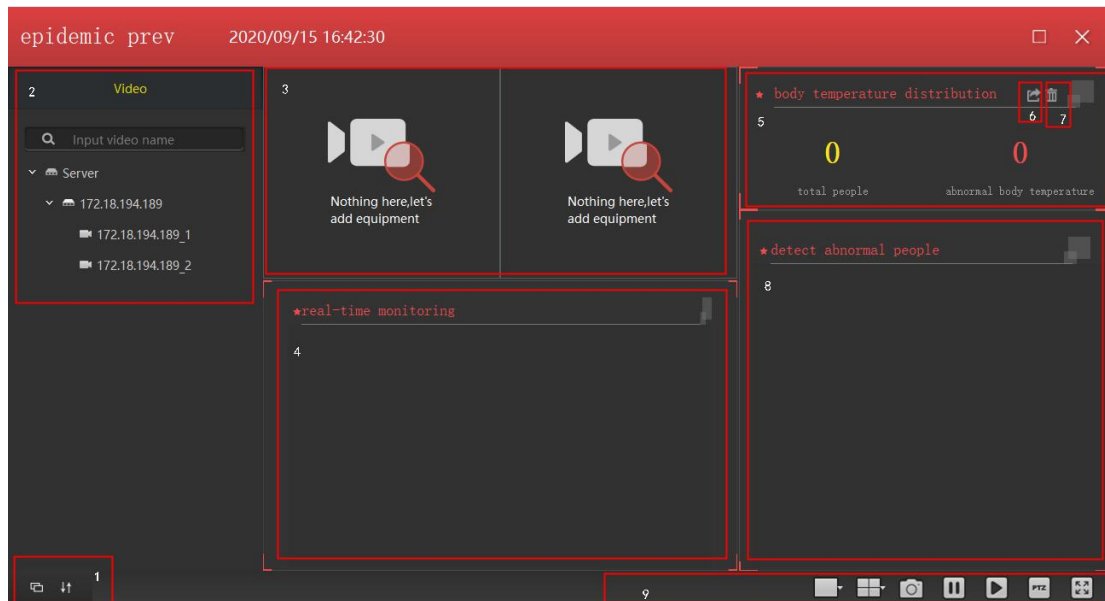 epidemic prev 2020/09/15 16:42:30
2 Video
Input video name
Server
172.18.194.189
172.18.194.189_1
172.18.194.189_2
3
Nothing here,let's
add equipment
Nothing here,let's
add equipment
★real-time monitoring
4
★ body temperature distribution
5 6 7
0 0
total people abnormal body temperature
★detect abnormal people
8
1
9
PTZ